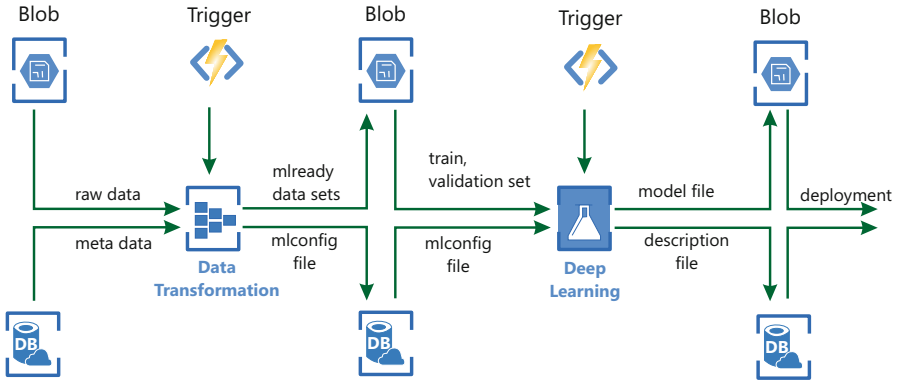 Blob
Trigger
Blob
Trigger
Blob
raw data
meta data
mlready
data sets
mlconfig
file
Data
Transformation
train,
validation set
mlconfig
file
model file
description
file
Deep
Learning
deployment
DB
DB
DB